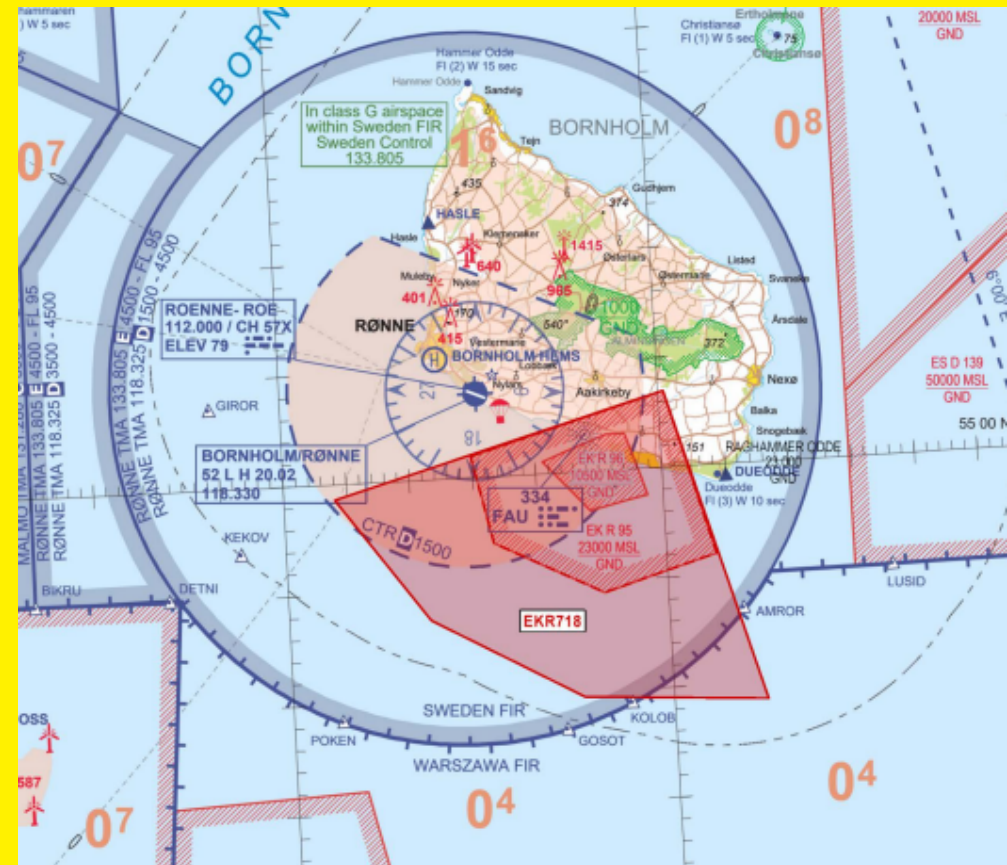 hammaren
) W 5 sec
BORN
Hammer Odde
Fl (2) W 15 sec
Hammer Odde
Sandvig
Christiansø
Fl (1) W 5 sec
Ertholmene
75
Christiansø
20000 MSL
GND
In class G airspace
within Sweden FIR
Sweden Control
133.805
16
Tejn
BORNHOLM
08
07
435
Gudhjem
374
HASLE
Hasle
Klemensker
640
1415
Østerlars
965
Østermarie
Listed
Svaneke
Muleby
Nyker
401
170
415
RØNNE
1000
GND
ALMINDINGEN
540
372
Årsdale
ROENNE- ROE
112.000 / CH 57X
ELEV 79
Vestermarie
BORNHOLM HEMS
H
Lobbæk
Nylars
Aakirkeby
Nexø
Balka
Snogebæk
ES D 139
50000 MSL
GND
55 00 N
27
9
18
GIROR
BORNHOLM/RØNNE
52 L H 20.02
118.330
151
RAGHAMMER ODDE
GND
DUEODDE
Dueodde
Fl (3) W 10 sec
EK R 96
10500 MSL
GND
334
FAU
EK R 95
23000 MSL
GND
CTR D 1500
KEKOV
RØNNE TMA 133.805 E 4500 - FL 95
RØNNE TMA 118.325 D 1500 - 4500
RØNNE TMA 133.805 E 4500 - FL 95
RØNNE TMA 118.325 D 3500 - 4500
BIKRU
DETNI
LUSID
AMROR
EKR718
SWEDEN FIR
KOLOB
POKEN
GOSOT
WARSZAWA FIR
OSS
587
07
04
04